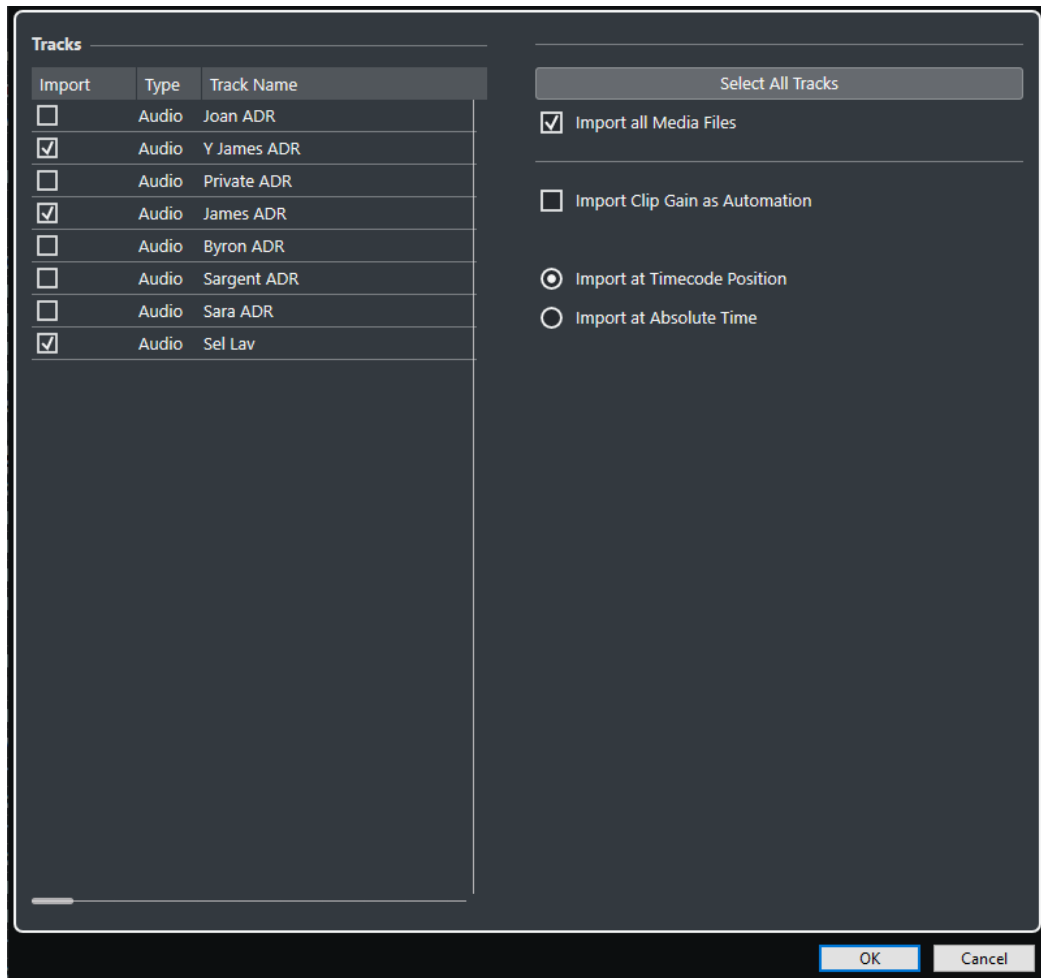 Tracks
Import Type Track Name
Audio Joan ADR
Audio Y James ADR
Audio Private ADR
Audio James ADR
Audio Byron ADR
Audio Sargent ADR
Audio Sara ADR
Audio Sel Lav
Select All Tracks
Import all Media Files
Import Clip Gain as Automation
Import at Timecode Position
Import at Absolute Time
OK Cancel